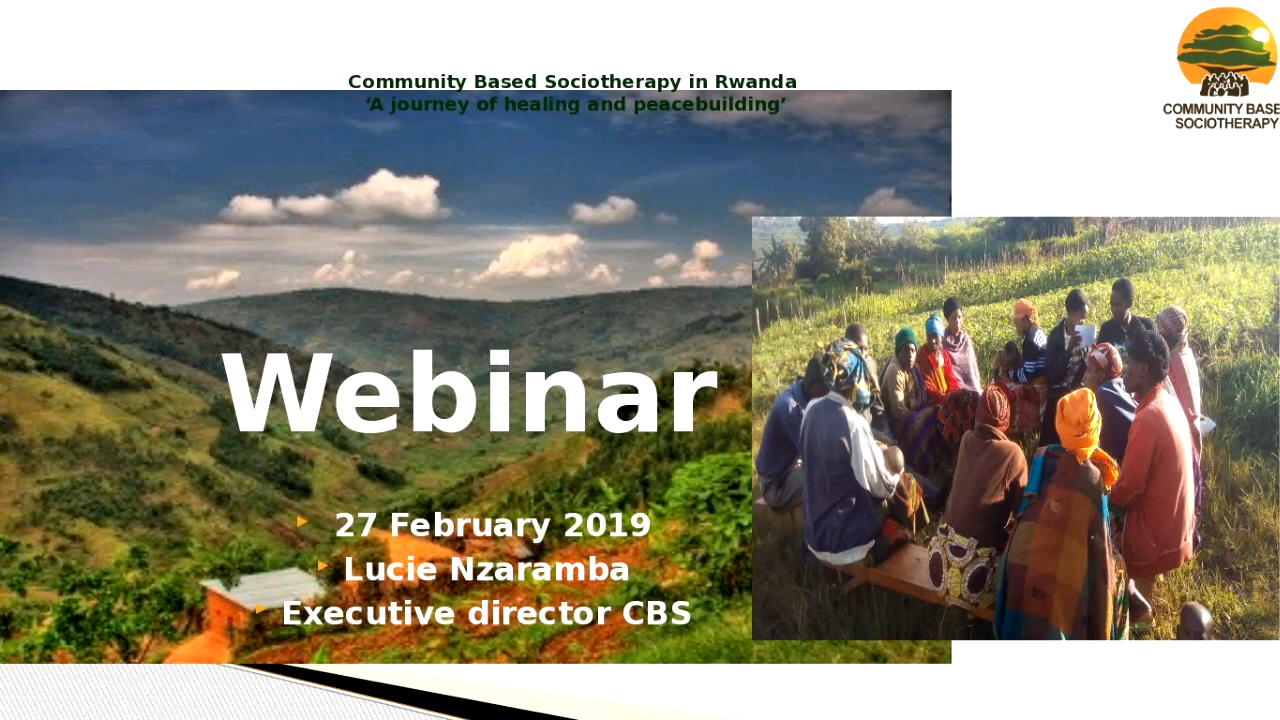 Community Based Sociotherapy in Rwanda
‘A journey of healing and peacebuilding’
COMMUNITY BASE
SOCIOTHERAPY
Webinar
27 February 2019
Lucie Nzaramba
Executive director CBS